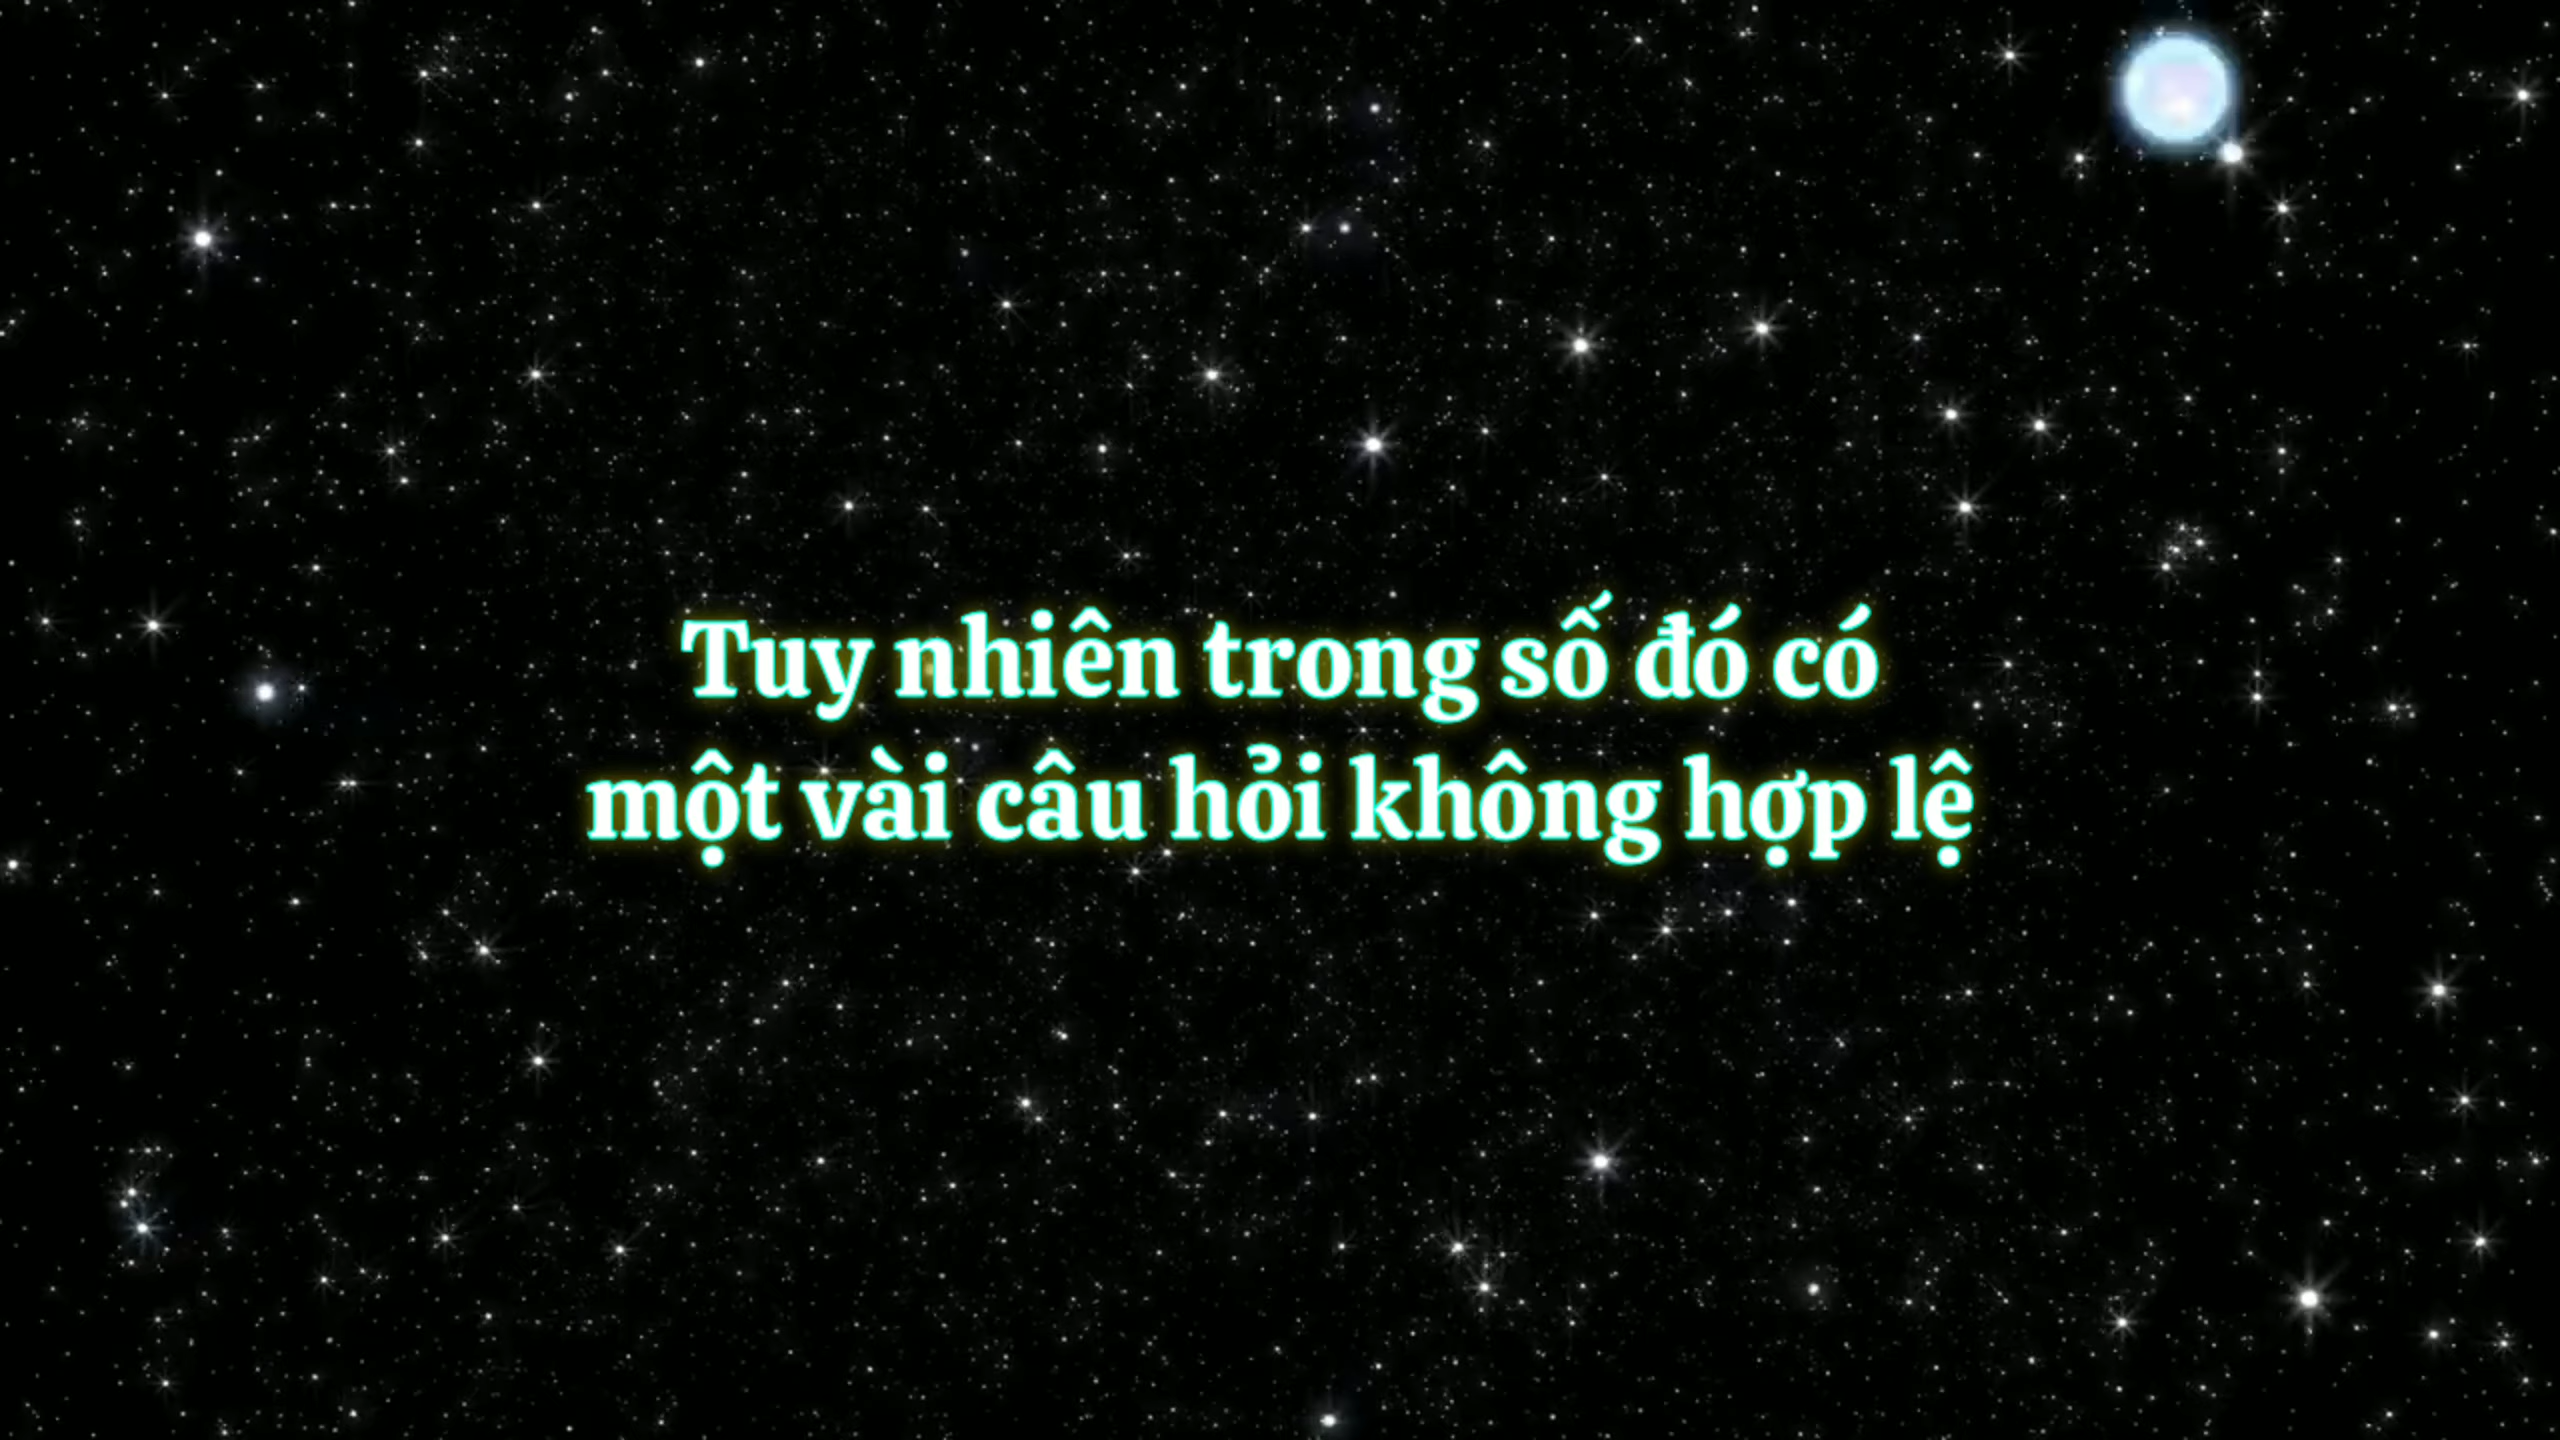 Tuy nhiên trong số đó có
một vài câu hỏi không hợp lệ